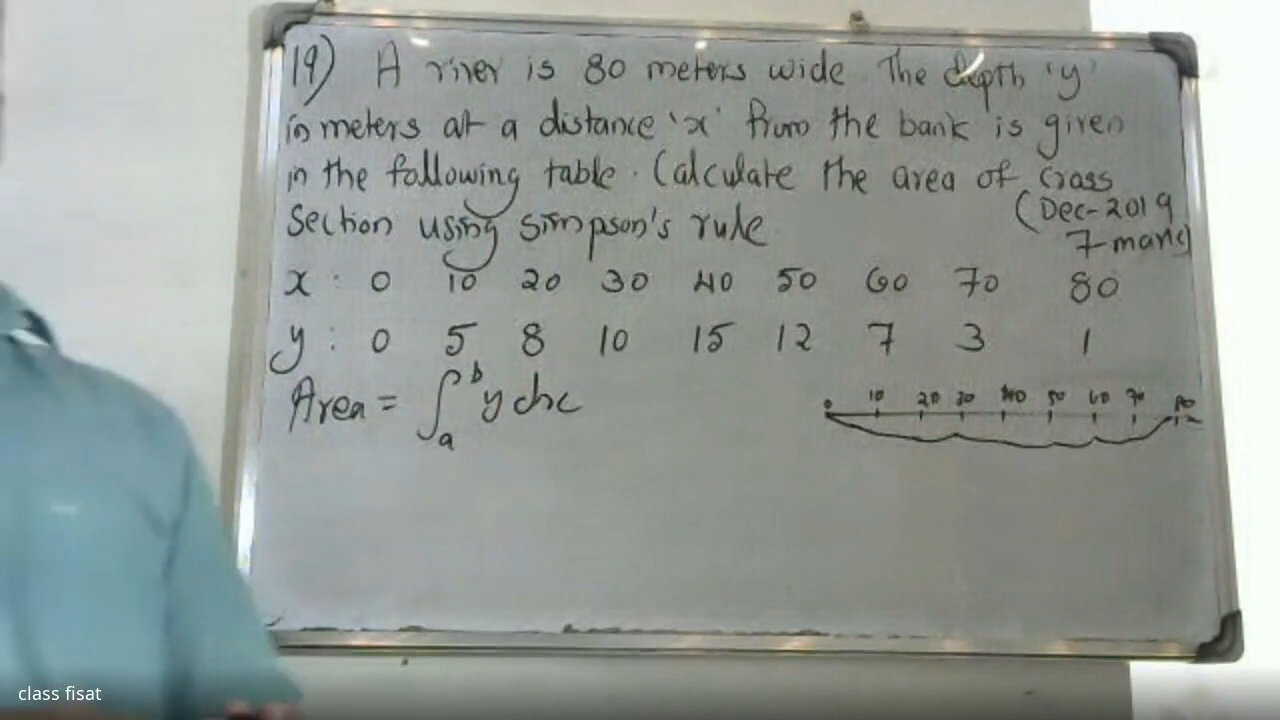 19) A river is 80 meters wide. The depth 'y'
in meters at a distance 'x' from the bank is given
in the following table. Calculate the area of cross
section using simpson's rule
(Dec-2019
7 marks)
x : 0 10 20 30 40 50 60 70 80
y : 0 5 8 10 15 12 7 3 1
Area = ∫ₐᵇ y dx
0 10 20 30 40 50 60 70 80
class fisat